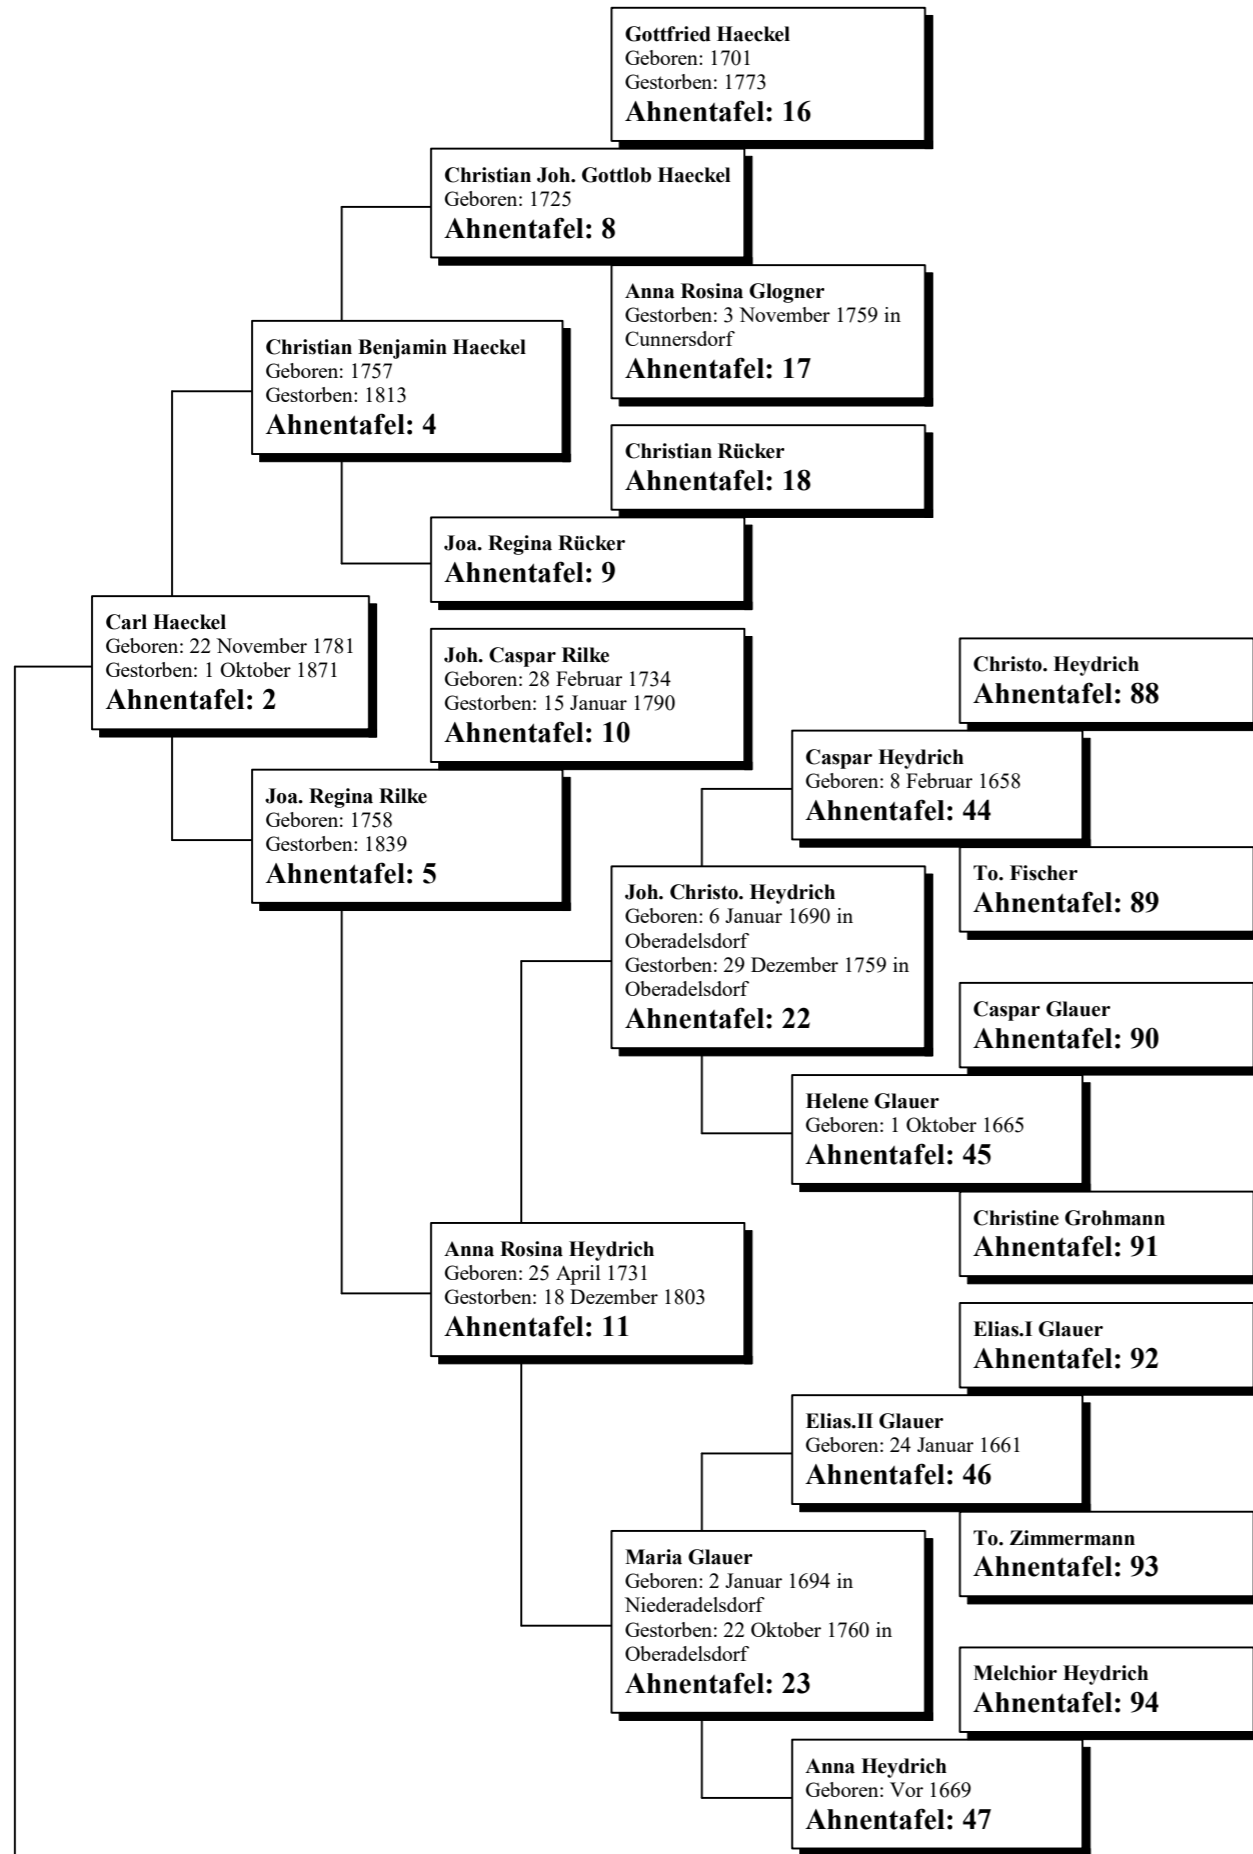 Gottfried Haeckel
Geboren: 1701
Gestorben: 1773
Ahnentafel: 16
Christian Joh. Gottlob Haeckel
Geboren: 1725
Ahnentafel: 8
Anna Rosina Glogner
Gestorben: 3 November 1759 in
Cunnersdorf
Ahnentafel: 17
Christian Benjamin Haeckel
Geboren: 1757
Gestorben: 1813
Ahnentafel: 4
Christian Rücker
Ahnentafel: 18
Joa. Regina Rücker
Ahnentafel: 9
Carl Haeckel
Geboren: 22 November 1781
Gestorben: 1 Oktober 1871
Ahnentafel: 2
Joh. Caspar Rilke
Geboren: 28 Februar 1734
Gestorben: 15 Januar 1790
Ahnentafel: 10
Christo. Heydrich
Ahnentafel: 88
Caspar Heydrich
Geboren: 8 Februar 1658
Ahnentafel: 44
Joa. Regina Rilke
Geboren: 1758
Gestorben: 1839
Ahnentafel: 5
To. Fischer
Ahnentafel: 89
Joh. Christo. Heydrich
Geboren: 6 Januar 1690 in
Oberadelsdorf
Gestorben: 29 Dezember 1759 in
Oberadelsdorf
Ahnentafel: 22
Caspar Glauer
Ahnentafel: 90
Helene Glauer
Geboren: 1 Oktober 1665
Ahnentafel: 45
Christine Grohmann
Ahnentafel: 91
Anna Rosina Heydrich
Geboren: 25 April 1731
Gestorben: 18 Dezember 1803
Ahnentafel: 11
Elias.I Glauer
Ahnentafel: 92
Elias.II Glauer
Geboren: 24 Januar 1661
Ahnentafel: 46
To. Zimmermann
Ahnentafel: 93
Maria Glauer
Geboren: 2 Januar 1694 in
Niederadelsdorf
Gestorben: 22 Oktober 1760 in
Oberadelsdorf
Ahnentafel: 23
Melchior Heydrich
Ahnentafel: 94
Anna Heydrich
Geboren: Vor 1669
Ahnentafel: 47